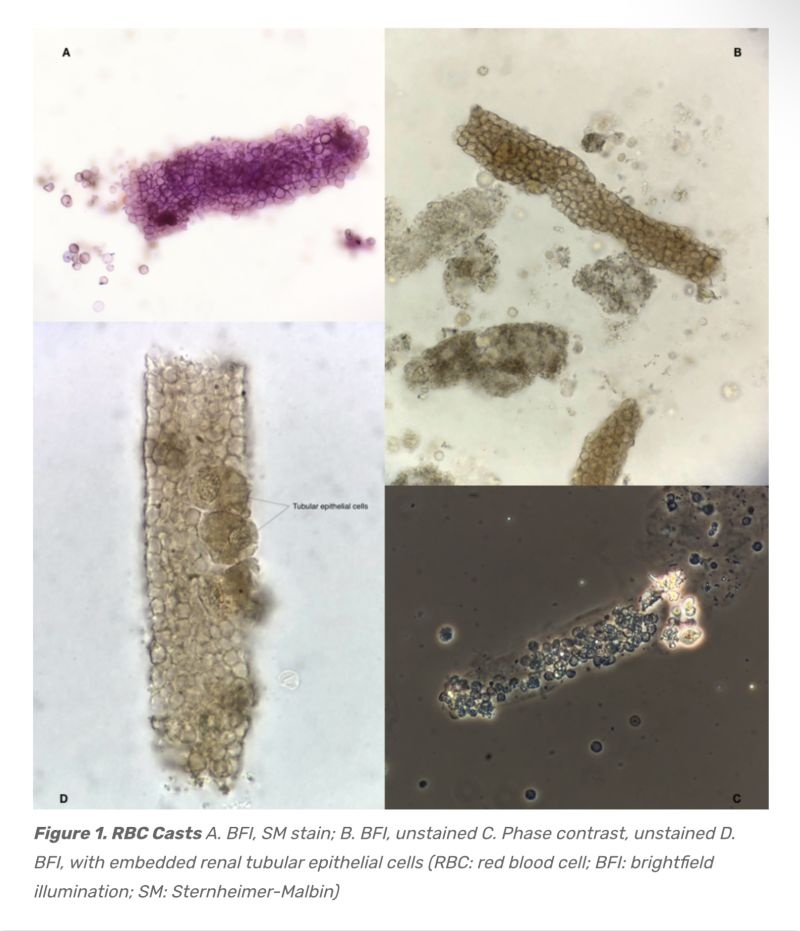 A
B
Tubular epithelial cells
D
C
Figure 1. RBC Casts A. BFI, SM stain; B. BFI, unstained C. Phase contrast, unstained D.
BFI, with embedded renal tubular epithelial cells (RBC: red blood cell; BFI: brightfield
illumination; SM: Sternheimer-Malbin)